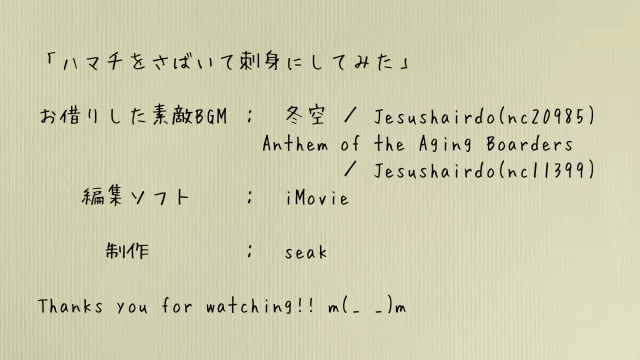 「ハマチをさばいて刺身にしてみた」
お借りした素敵BGM : 冬空 / Jesushairdo(nc20985)
Anthem of the Aging Boarders
/ Jesushairdo(nc11399)
編集ソフト : iMovie
制作 : seak
Thanks you for watching!! m(_ _)m